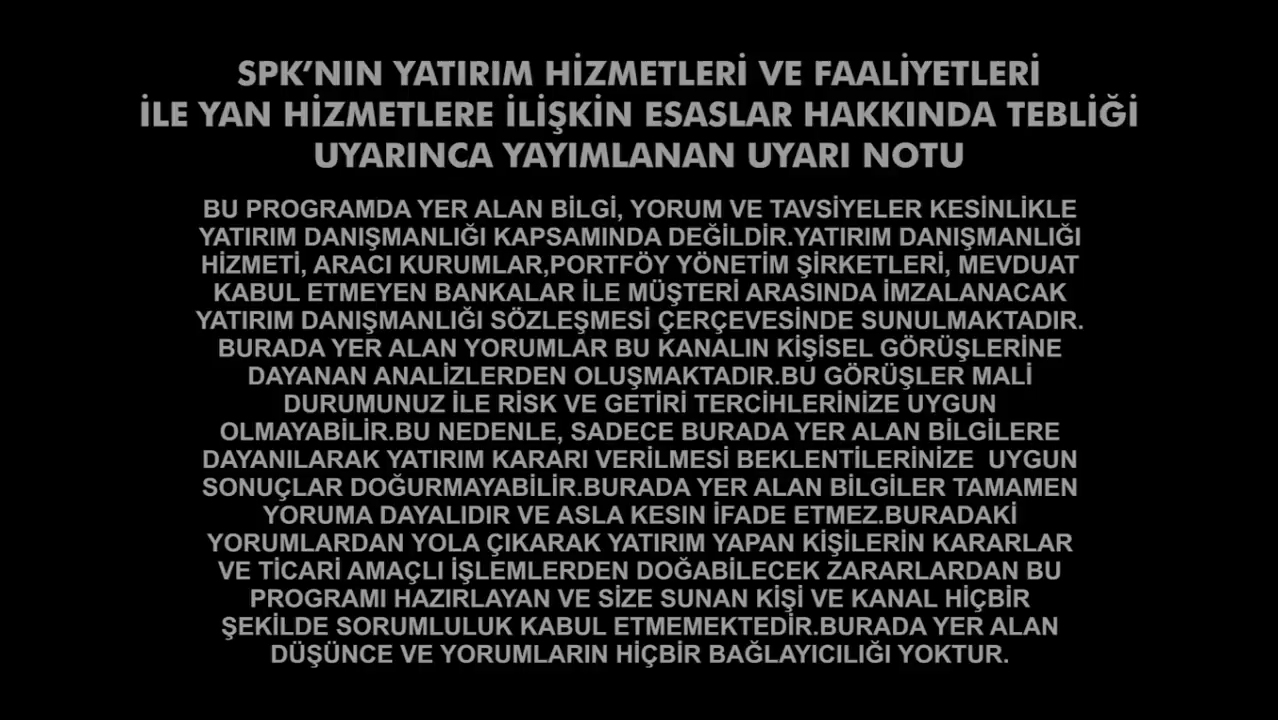 SPK’NIN YATIRIM HİZMETLERİ VE FAALİYETLERİ
İLE YAN HİZMETLERE İLİŞKİN ESASLAR HAKKINDA TEBLİĞİ
UYARINCA YAYIMLANAN UYARI NOTU
BU PROGRAMDA YER ALAN BİLGİ, YORUM VE TAVSİYELER KESİNLİKLE
YATIRIM DANIŞMANLIĞI KAPSAMINDA DEĞİLDİR.YATIRIM DANIŞMANLIĞI
HİZMETİ, ARACI KURUMLAR,PORTFÖY YÖNETİM ŞİRKETLERİ, MEVDUAT
KABUL ETMEYEN BANKALAR İLE MÜŞTERİ ARASINDA İMZALANACAK
YATIRIM DANIŞMANLIĞI SÖZLEŞMESİ ÇERÇEVESİNDE SUNULMAKTADIR.
BURADA YER ALAN YORUMLAR BU KANALIN KİŞİSEL GÖRÜŞLERİNE
DAYANAN ANALİZLERDEN OLUŞMAKTADIR.BU GÖRÜŞLER MALİ
DURUMUNUZ İLE RİSK VE GETİRİ TERCİHLERİNİZE UYGUN
OLMAYABİLİR.BU NEDENLE, SADECE BURADA YER ALAN BİLGİLERE
DAYANILARAK YATIRIM KARARI VERİLMESİ BEKLENTİLERİNİZE  UYGUN
SONUÇLAR DOĞURMAYABİLİR.BURADA YER ALAN BİLGİLER TAMAMEN
YORUMA DAYALIDIR VE ASLA KESIN İFADE ETMEZ.BURADAKİ
YORUMLARDAN YOLA ÇIKARAK YATIRIM YAPAN KİŞİLERİN KARARLAR
VE TİCARİ AMAÇLI İŞLEMLERDEN DOĞABİLECEK ZARARLARDAN BU
PROGRAMI HAZIRLAYAN VE SİZE SUNAN KİŞİ VE KANAL HİÇBİR
ŞEKİLDE SORUMLULUK KABUL ETMEMEKTEDİR.BURADA YER ALAN
DÜŞÜNCE VE YORUMLARIN HİÇBİR BAĞLAYICILIĞI YOKTUR.